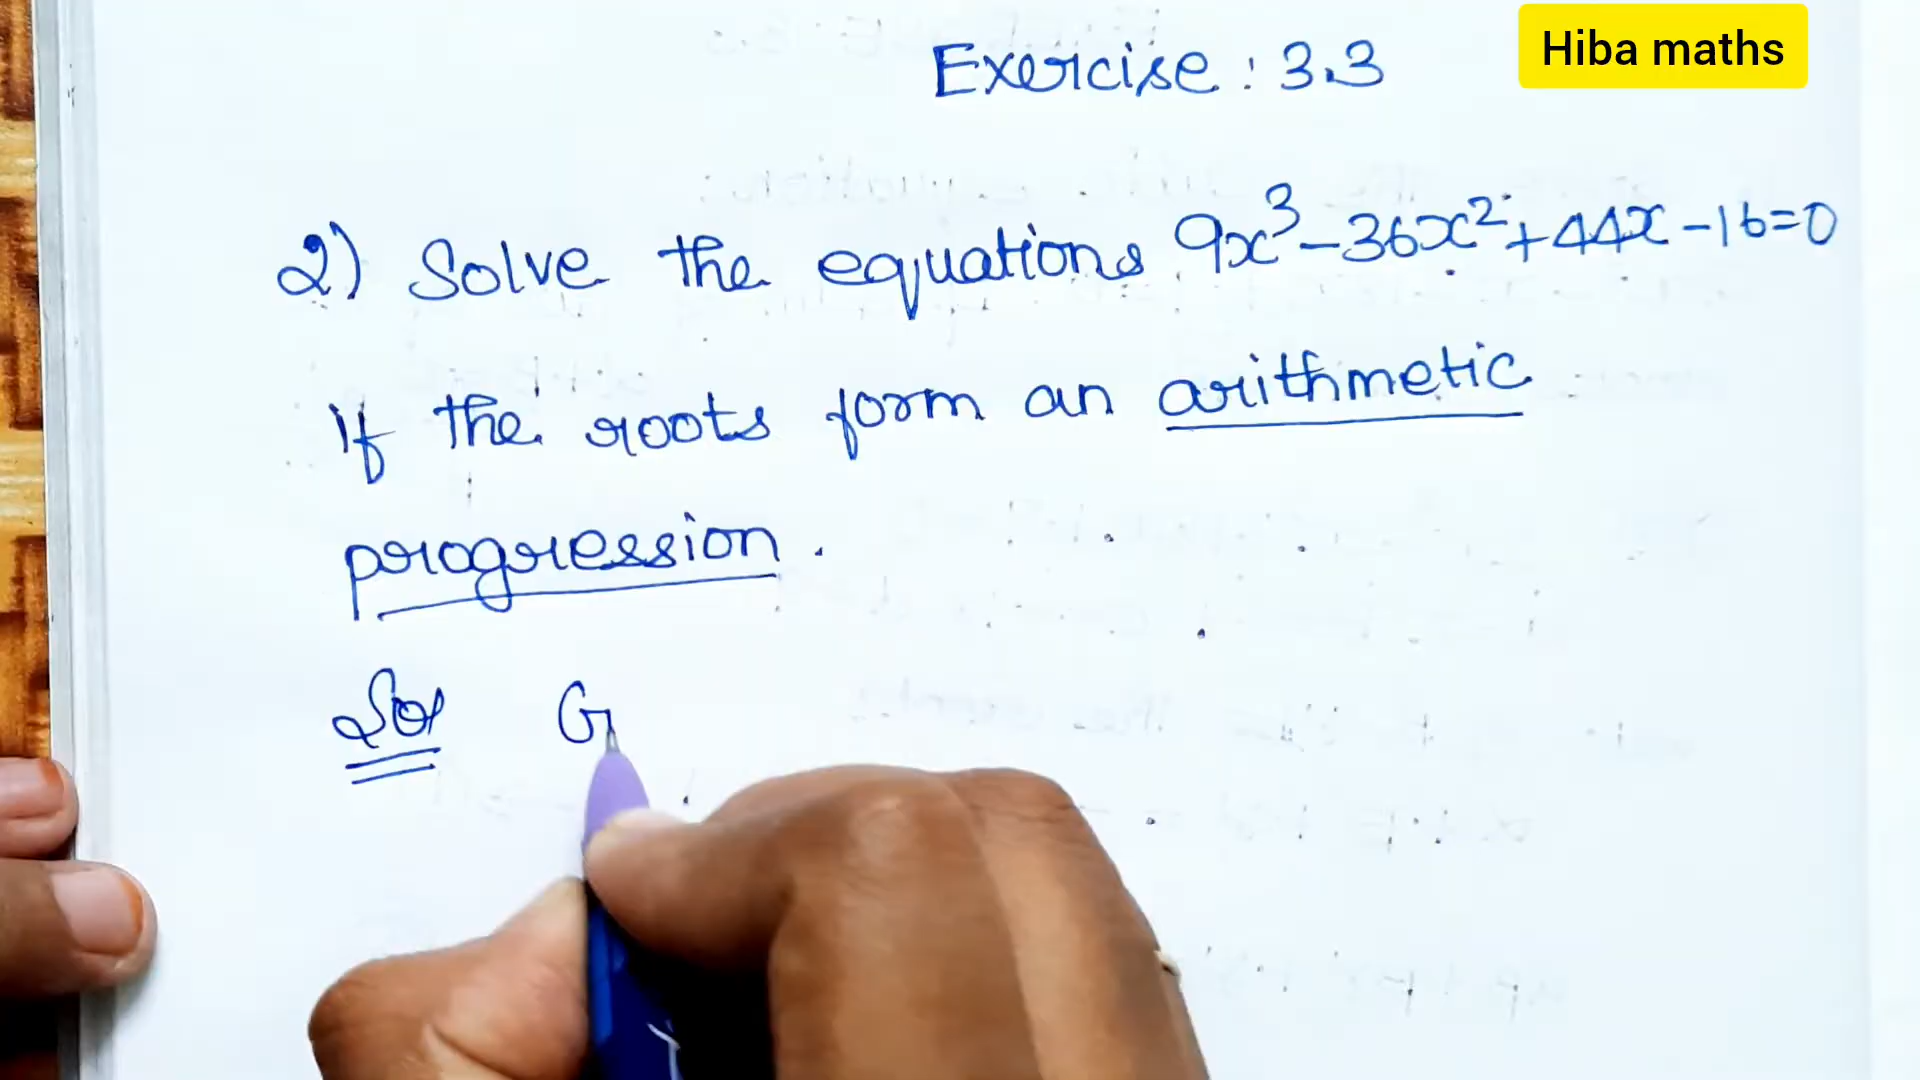 Hiba maths
Exercise : 3.3
2) Solve the equations 9x³-36x²+44x-16=0
If the roots form an arithmetic
progression.
Sol G